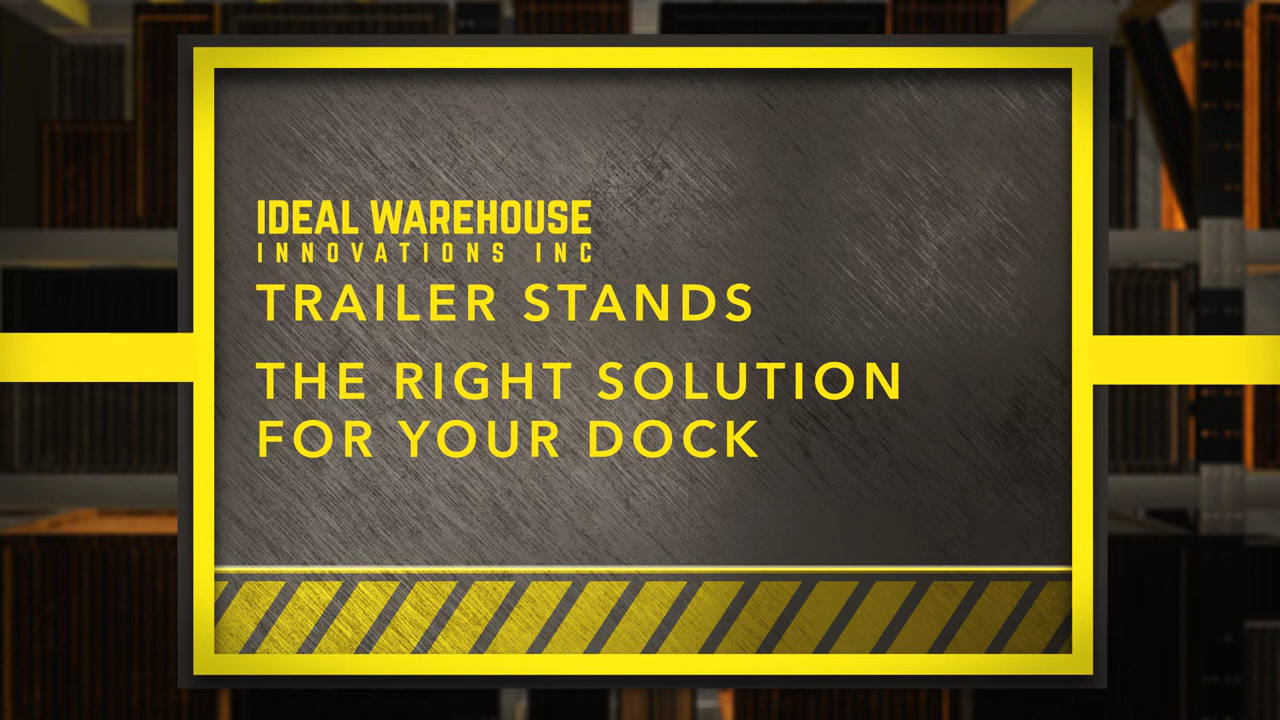 IDEAL WAREHOUSE
INNOVATIONS INC
TRAILER STANDS
THE RIGHT SOLUTION
FOR YOUR DOCK